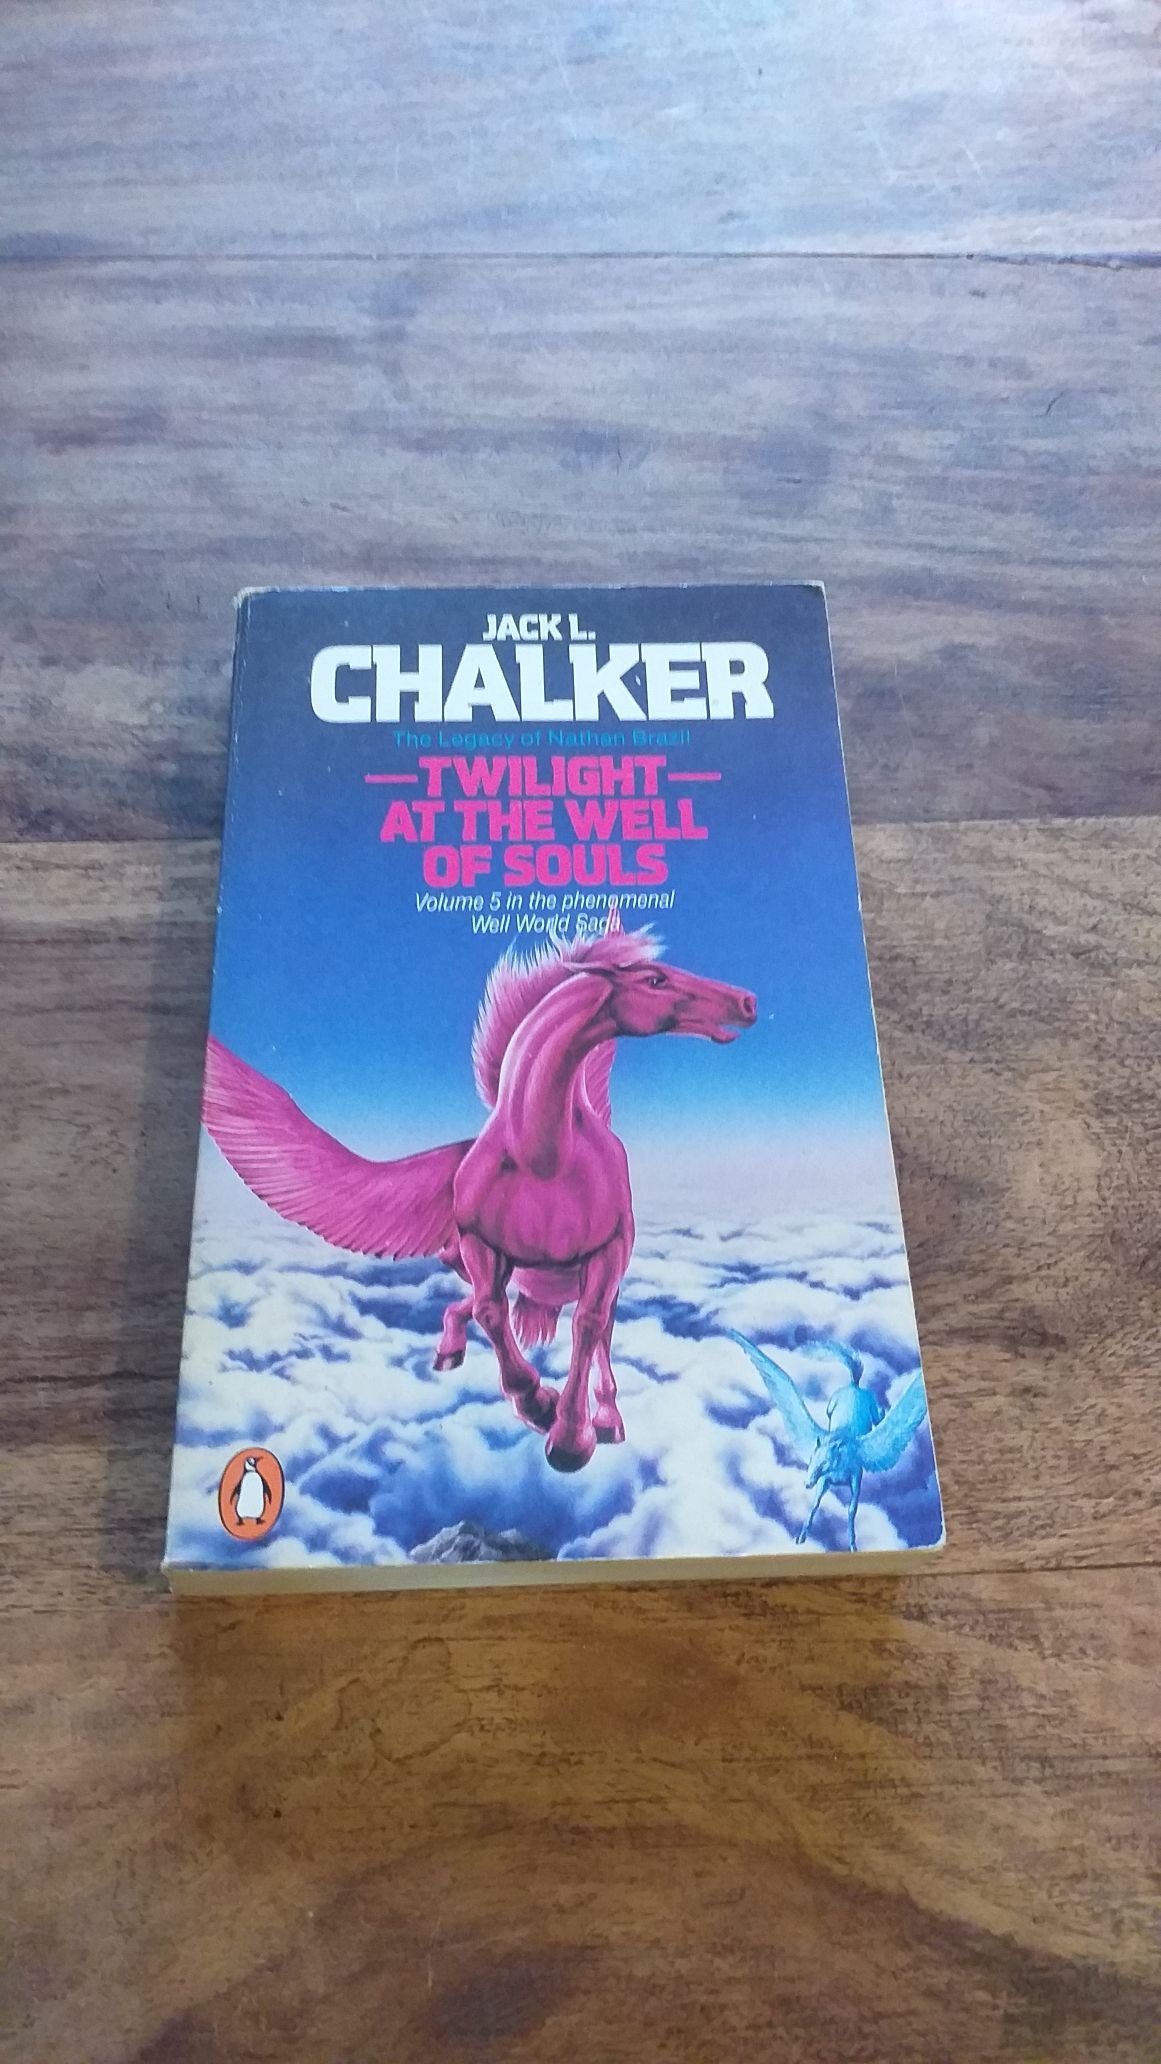 JACK L.
CHALKER
The Legacy of Nathan Brazil
—TWILIGHT—
AT THE WELL
OF SOULS
Volume 5 in the phenomenal
Well World Saga